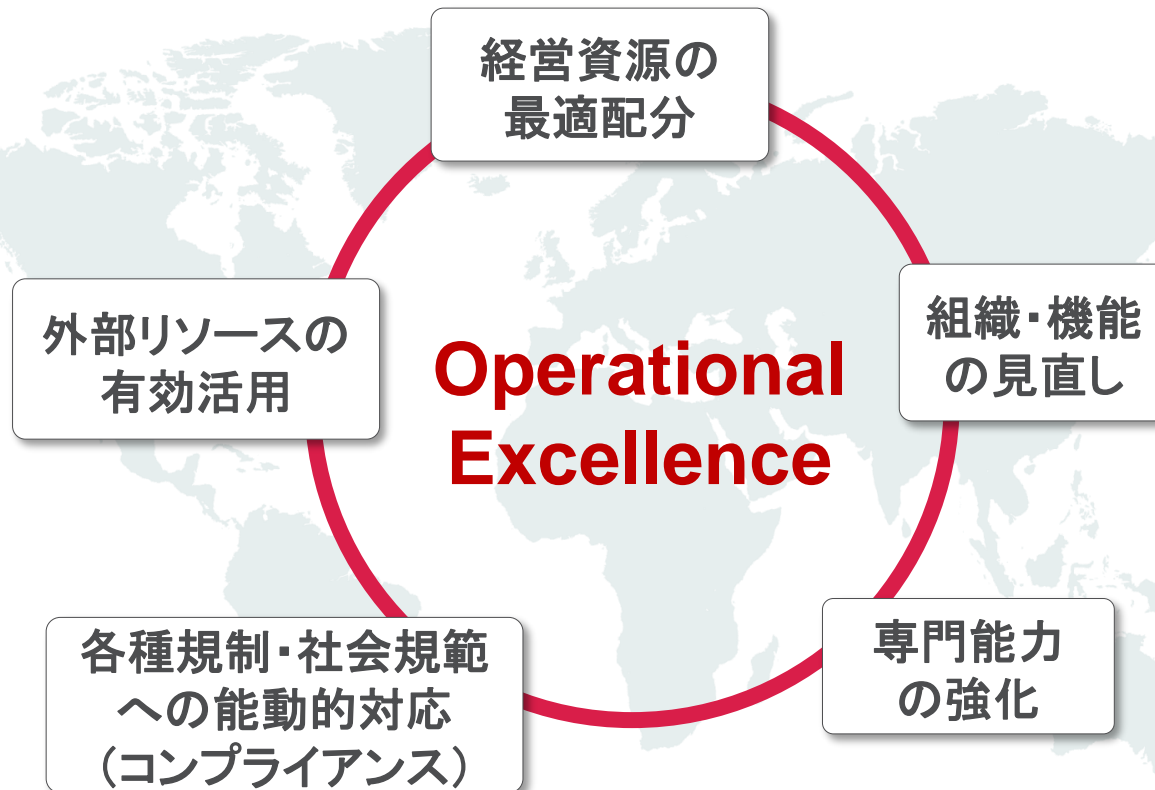 経営資源の
最適配分
外部リソースの
有効活用
組織・機能
の見直し
Operational
Excellence
各種規制・社会規範
への能動的対応
（コンプライアンス）
専門能力
の強化